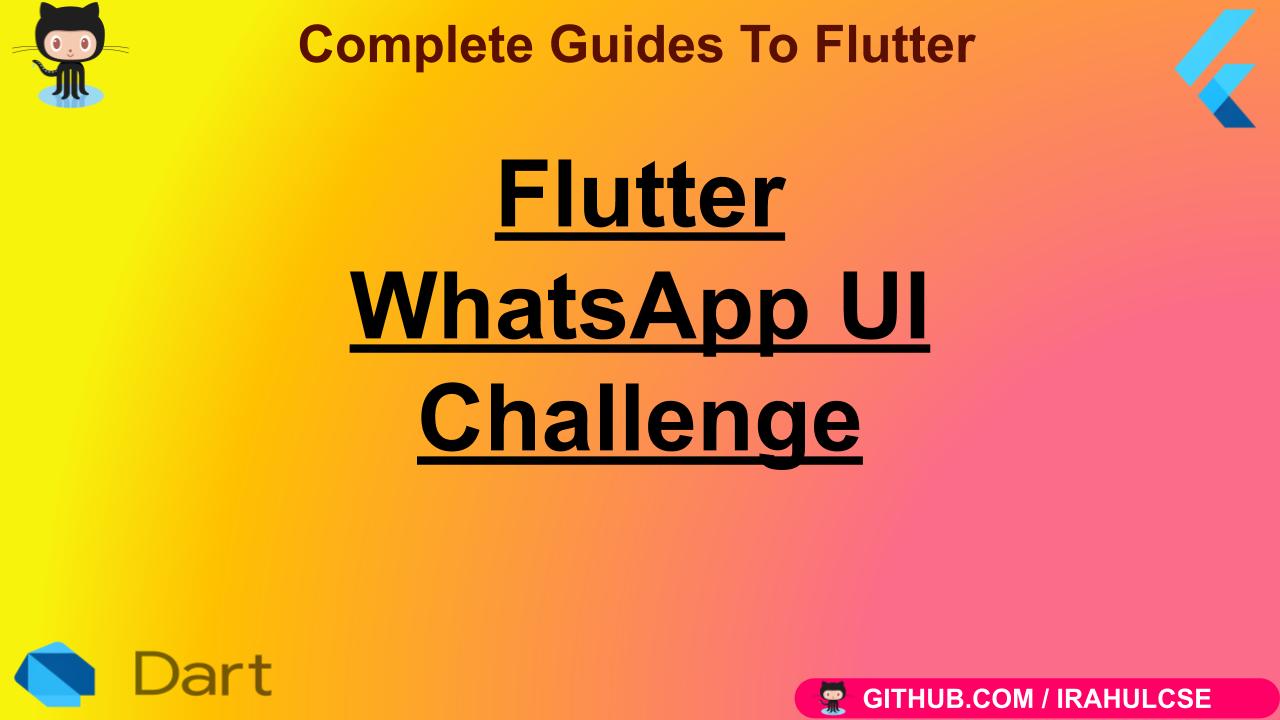 Complete Guides To Flutter
Flutter
WhatsApp UI
Challenge
Dart
GITHUB.COM / IRAHULCSE